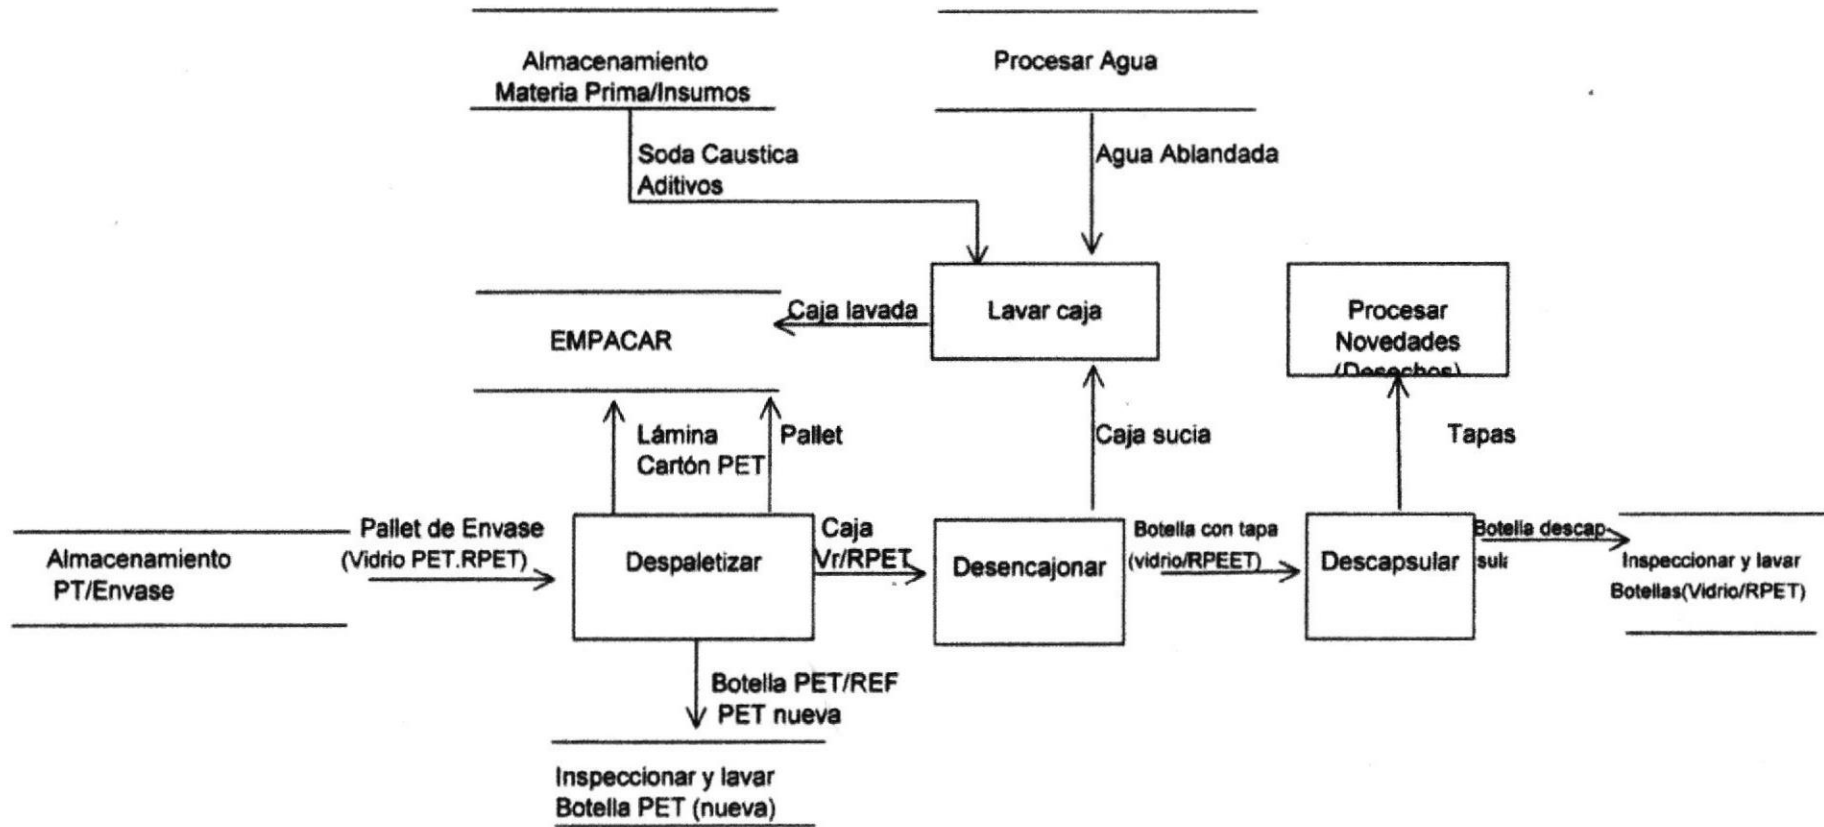 Almacenamiento
Materia Prima/Insumos
Procesar Agua
Soda Caustica
Aditivos
Agua Ablandada
Lavar caja
Caja lavada
EMPACAR
Procesar
Novedades
(Desechos)
Lámina
Cartón PET
Pallet
Caja sucia
Tapas
Almacenamiento
PT/Envase
Pallet de Envase
(Vidrio PET.RPET)
Despaletizar
Caja
Vr/RPET
Desencajonar
Botella con tapa
(vidrio/RPEET)
Descapsular
Botella descap-
sula
Inspeccionar y lavar
Botellas(Vidrio/RPET)
Botella PET/REF
PET nueva
Inspeccionar y lavar
Botella PET (nueva)